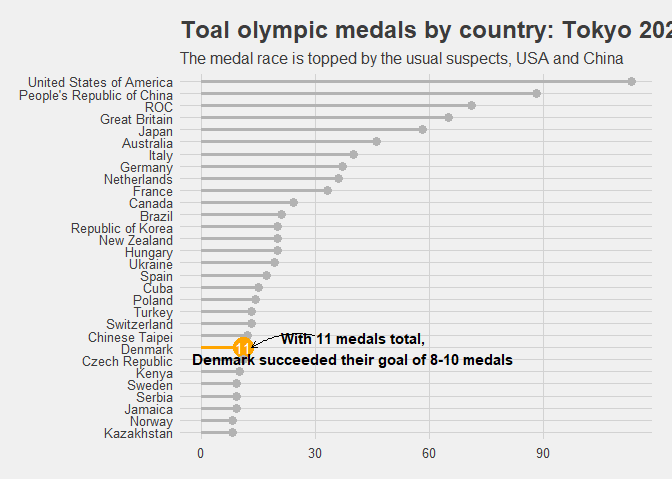 Toal olympic medals by country: Tokyo 202
The medal race is topped by the usual suspects, USA and China
United States of America
People's Republic of China
ROC
Great Britain
Japan
Australia
Italy
Germany
Netherlands
France
Canada
Brazil
Republic of Korea
New Zealand
Hungary
Ukraine
Spain
Cuba
Poland
Turkey
Switzerland
Chinese Taipei
With 11 medals total,
Denmark
11
Denmark succeeded their goal of 8-10 medals
Czech Republic
Kenya
Sweden
Serbia
Jamaica
Norway
Kazakhstan
0 30 60 90